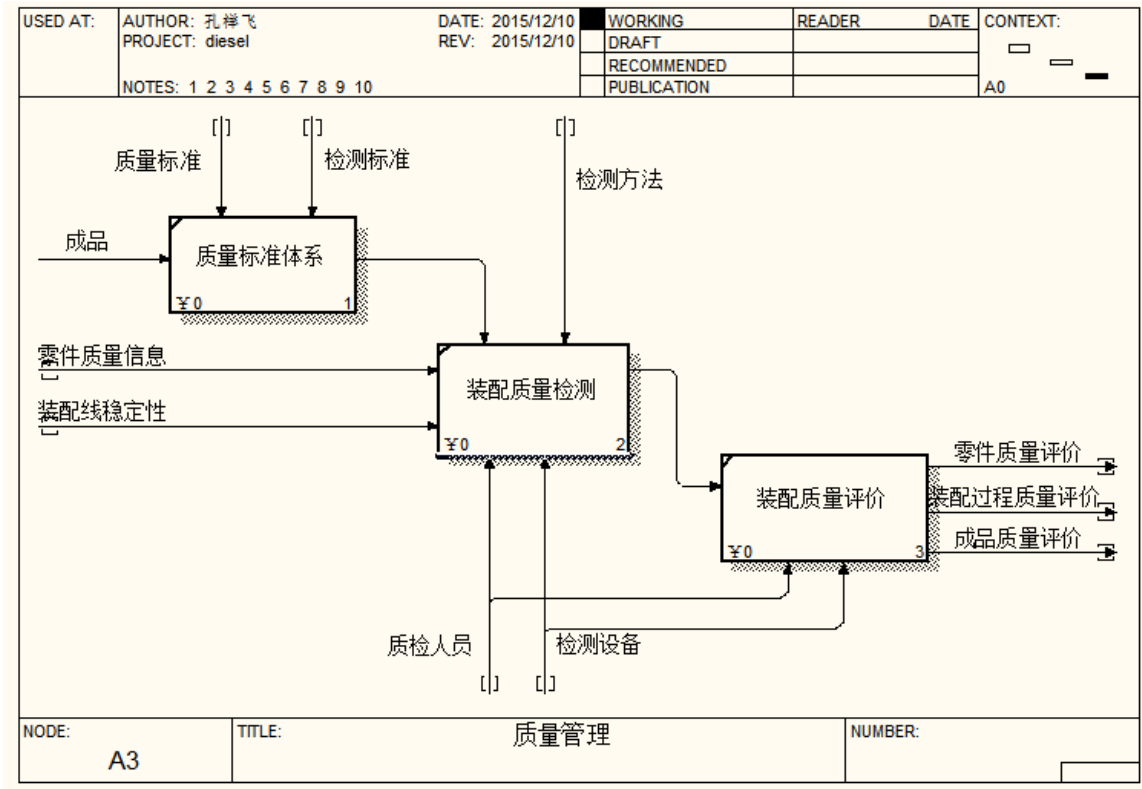 USED AT:
AUTHOR: 孔禅飞
DATE: 2015/12/10
PROJECT: diesel
REV: 2015/12/10
NOTES: 1 2 3 4 5 6 7 8 9 10
WORKING
DRAFT
RECOMMENDED
PUBLICATION
READER DATE
CONTEXT:
A0
质量标准
检测标准
检测方法
成品
质量标准体系
¥0 1
零件质量信息
装配线稳定性
装配质量检测
¥0 2
装配质量评价
¥0 3
零件质量评价
装配过程质量评价
成品质量评价
质检人员
检测设备
NODE:
A3
TITLE:
质量管理
NUMBER: